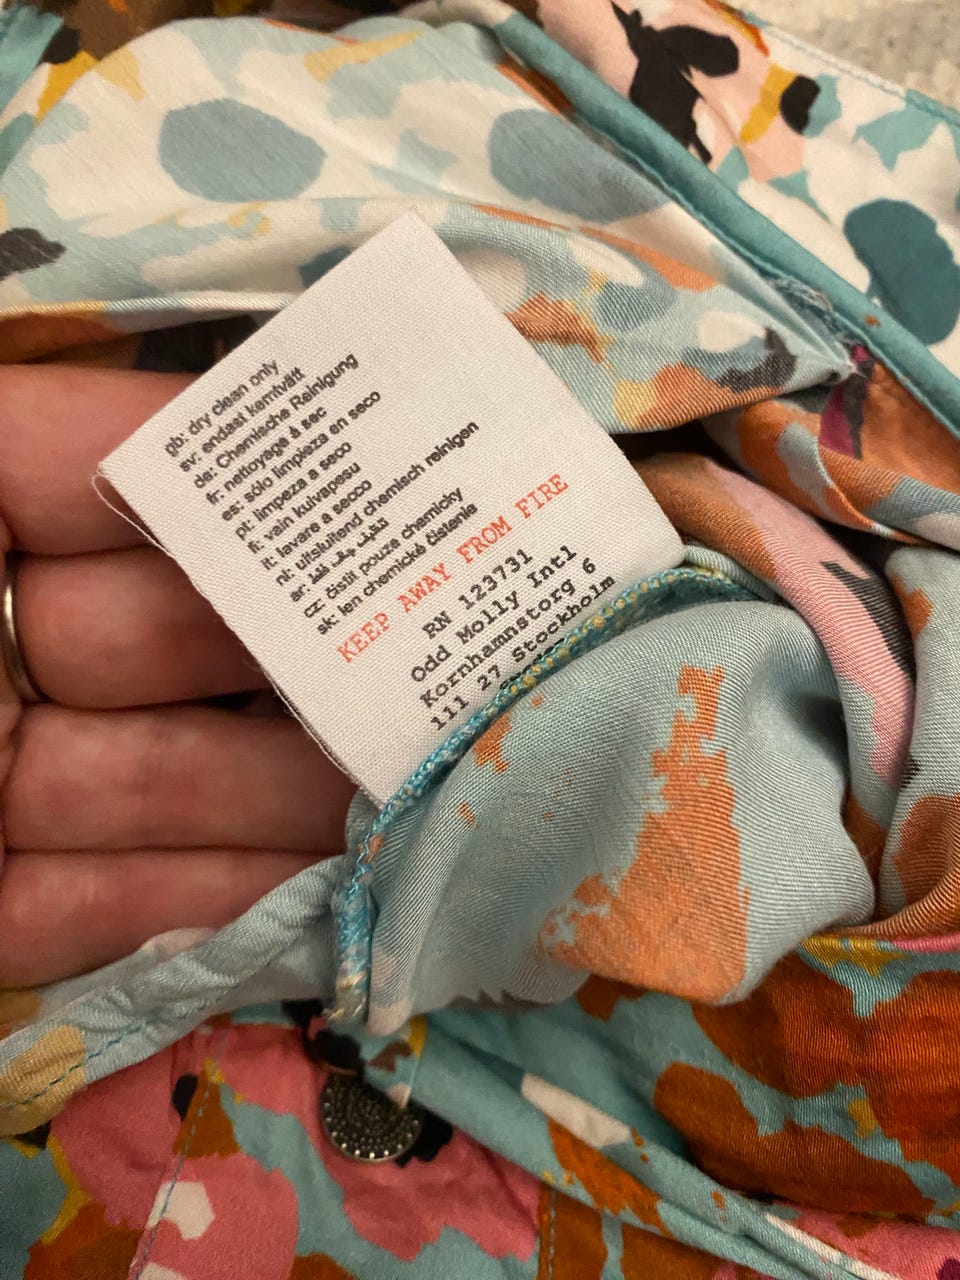 gb: dry clean only
sv: endast kemtvätt
de: Chemische Reinigung
fr: nettoyage à sec
es: sólo limpieza en seco
pt: limpeza a seco
fi: vain kuivapesu
it: lavare a secco
nl: uitsluitend chemisch reinigen
ar: تنظيف جاف فقط
cz: čistit pouze chemicky
sk: len chemické čistenie
KEEP AWAY FROM FIRE
RN 123731
Odd Molly Intl
Kornhamnstorg 6
111 27 Stockholm